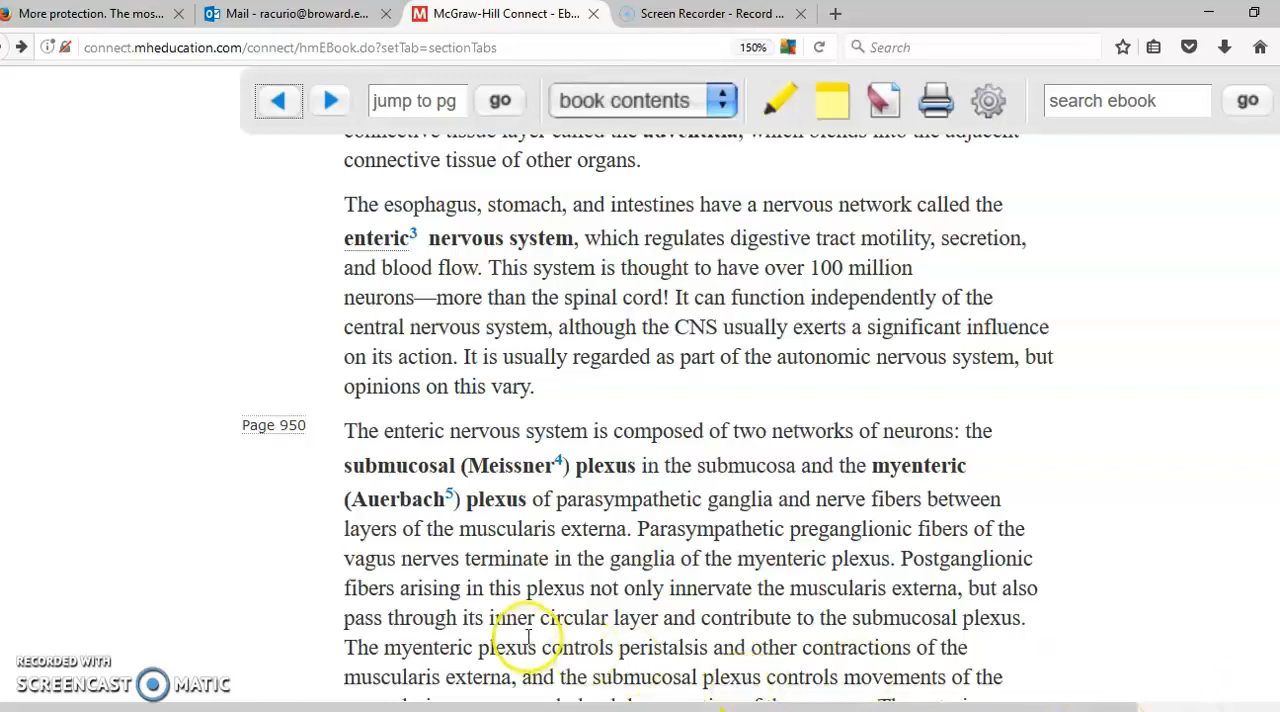 More protection. The mos...
Mail - racurio@broward.e...
McGraw-Hill Connect - Eb...
Screen Recorder - Record ...
connect.mheducation.com/connect/hmEBook.do?setTab=sectionTabs
150%
Search
jump to pg
go
book contents
search ebook
go
connective tissue layer called the adventitia, which blends into the adjacent
connective tissue of other organs.
The esophagus, stomach, and intestines have a nervous network called the
enteric3 nervous system, which regulates digestive tract motility, secretion,
and blood flow. This system is thought to have over 100 million
neurons—more than the spinal cord! It can function independently of the
central nervous system, although the CNS usually exerts a significant influence
on its action. It is usually regarded as part of the autonomic nervous system, but
opinions on this vary.
Page 950
The enteric nervous system is composed of two networks of neurons: the
submucosal (Meissner4) plexus in the submucosa and the myenteric
(Auerbach5) plexus of parasympathetic ganglia and nerve fibers between
layers of the muscularis externa. Parasympathetic preganglionic fibers of the
vagus nerves terminate in the ganglia of the myenteric plexus. Postganglionic
fibers arising in this plexus not only innervate the muscularis externa, but also
pass through its inner circular layer and contribute to the submucosal plexus.
The myenteric plexus controls peristalsis and other contractions of the
muscularis externa, and the submucosal plexus controls movements of the
RECORDED WITH
SCREENCAST MATIC